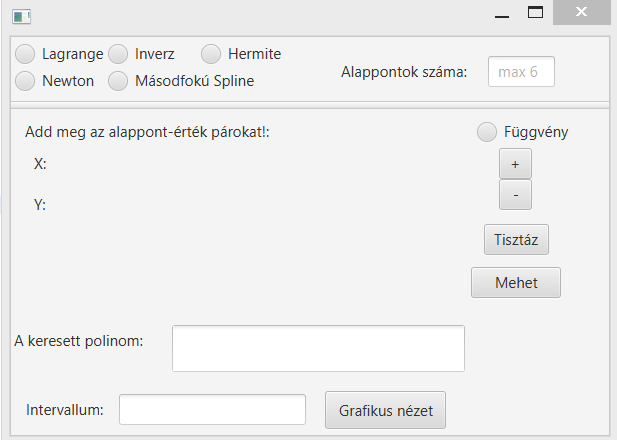 Lagrange Inverz Hermite
Newton Másodfokú Spline
Alappontok száma: max 6
Add meg az alappont-érték párokat!: Függvény
X: +
Y: -
Tisztáz
Mehet
A keresett polinom:
Intervallum: Grafikus nézet